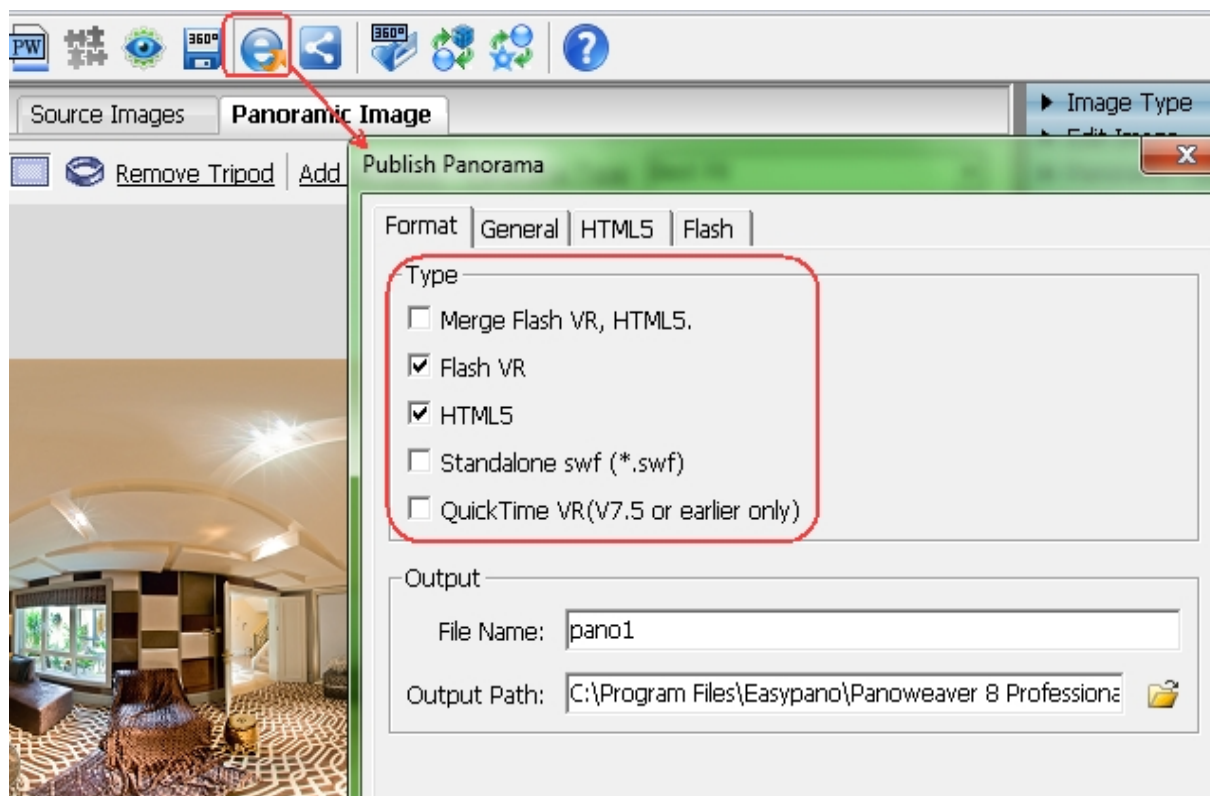 PW
360°
360°
?
Source Images
Panoramic Image
Image Type
Edit Image
Remove Tripod
Add
Publish Panorama
x
Format
General
HTML5
Flash
Type
Merge Flash VR, HTML5.
Flash VR
HTML5
Standalone swf (*.swf)
QuickTime VR(V7.5 or earlier only)
Output
File Name:
pano1
Output Path:
C:\Program Files\Easypano\Panoweaver 8 Professiona